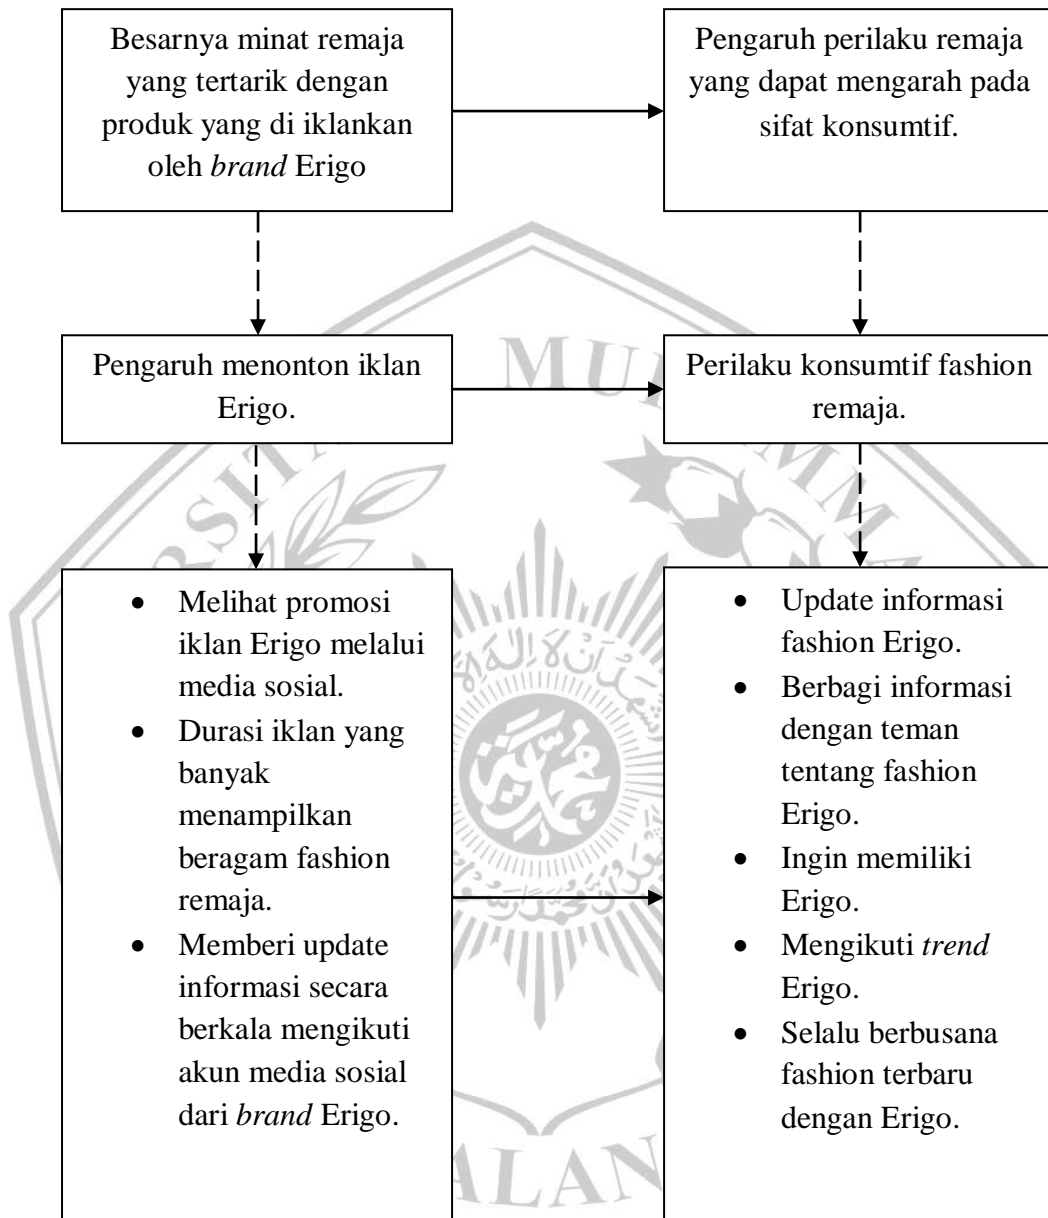 Besarnya minat remaja
yang tertarik dengan
produk yang di iklankan
oleh brand Erigo
Pengaruh perilaku remaja
yang dapat mengarah pada
sifat konsumtif.
Pengaruh menonton iklan
Erigo.
Perilaku konsumtif fashion
remaja.
• Melihat promosi
iklan Erigo melalui
media sosial.
• Durasi iklan yang
banyak
menampilkan
beragam fashion
remaja.
• Memberi update
informasi secara
berkala mengikuti
akun media sosial
dari brand Erigo.
• Update informasi
fashion Erigo.
• Berbagi informasi
dengan teman
tentang fashion
Erigo.
• Ingin memiliki
Erigo.
• Mengikuti trend
Erigo.
• Selalu berbusana
fashion terbaru
dengan Erigo.